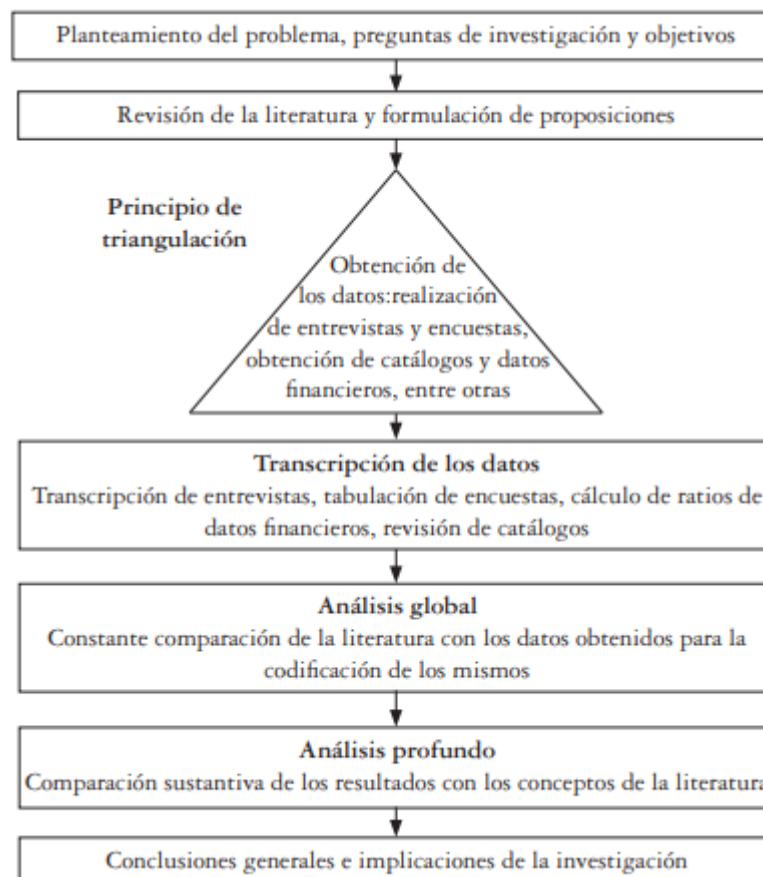 Planteamiento del problema, preguntas de investigación y objetivos
Revisión de la literatura y formulación de proposiciones
Principio de
triangulación
Obtención de
los datos:realización
de entrevistas y encuestas,
obtención de catálogos y datos
financieros, entre otras
Transcripción de los datos
Transcripción de entrevistas, tabulación de encuestas, cálculo de ratios de
datos financieros, revisión de catálogos
Análisis global
Constante comparación de la literatura con los datos obtenidos para la
codificación de los mismos
Análisis profundo
Comparación sustantiva de los resultados con los conceptos de la literatura
Conclusiones generales e implicaciones de la investigación